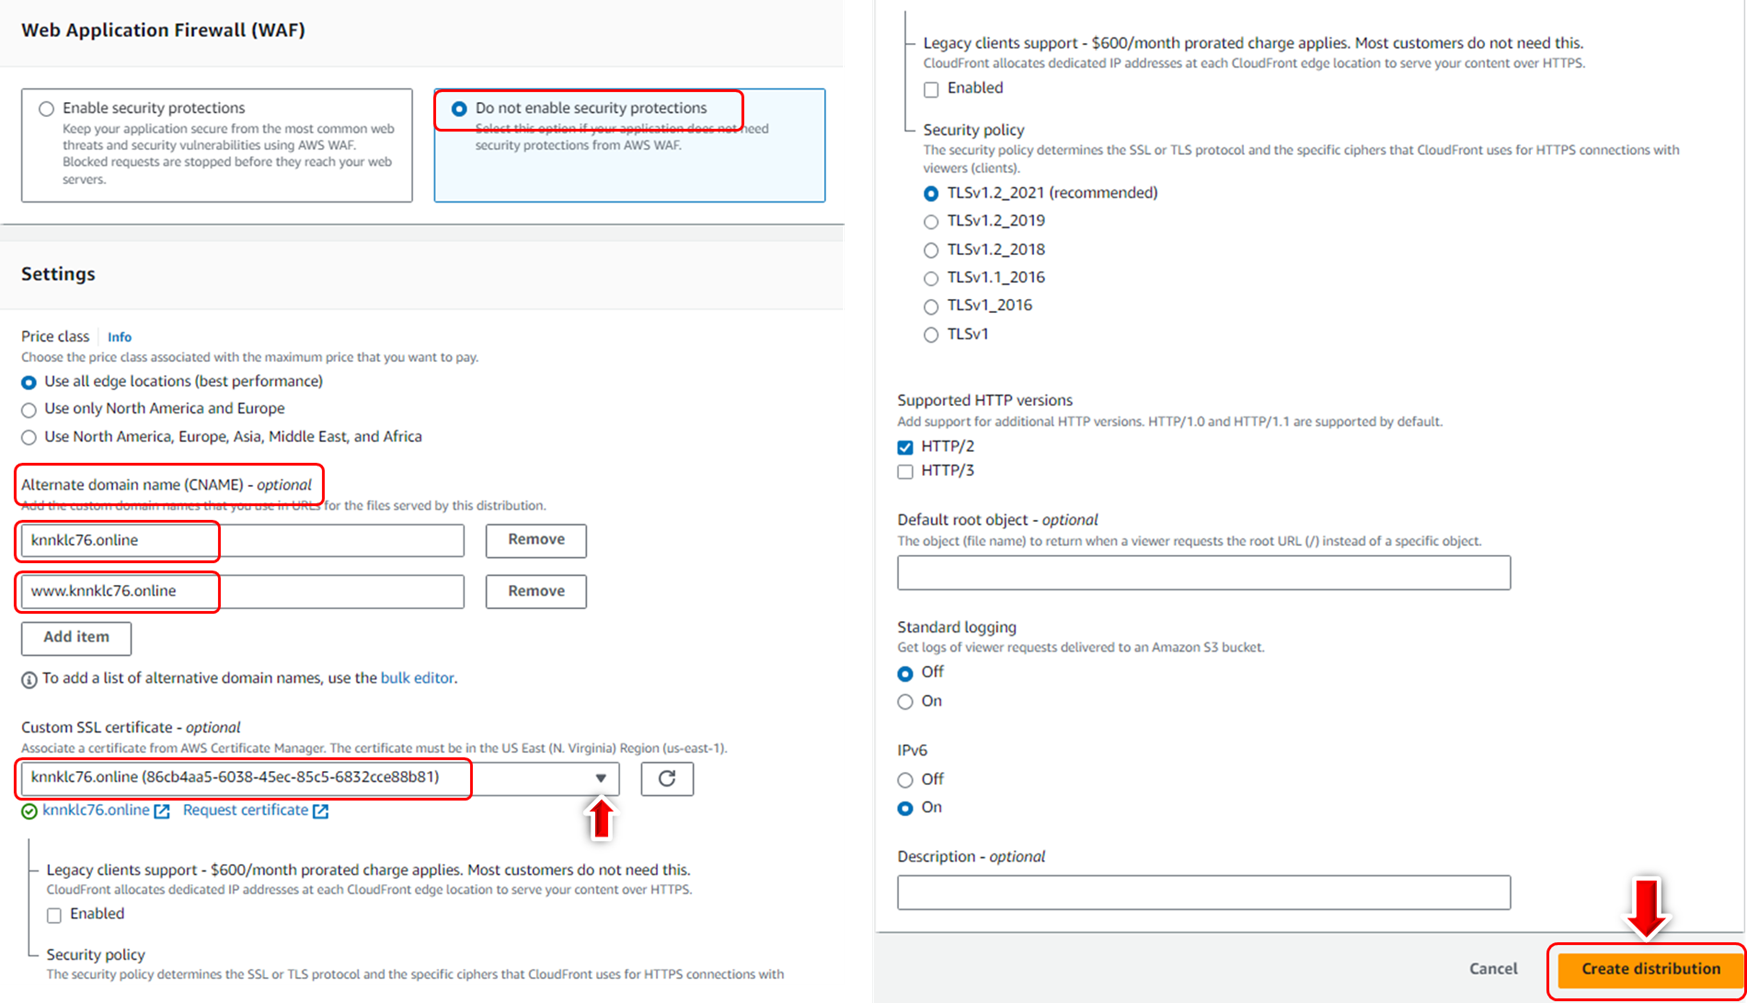 Web Application Firewall (WAF)
Enable security protections
Keep your application secure from the most common web
threats and security vulnerabilities using AWS WAF.
Blocked requests are stopped before they reach your web
servers.
Do not enable security protections
Select this option if your application does not need
security protections from AWS WAF.
Settings
Price class Info
Choose the price class associated with the maximum price that you want to pay.
Use all edge locations (best performance)
Use only North America and Europe
Use North America, Europe, Asia, Middle East, and Africa
Alternate domain name (CNAME) - optional
Add the custom domain names that you use in URLs for the files served by this distribution.
knnklc76.online
Remove
www.knnklc76.online
Remove
Add item
To add a list of alternative domain names, use the bulk editor.
Custom SSL certificate - optional
Associate a certificate from AWS Certificate Manager. The certificate must be in the US East (N. Virginia) Region (us-east-1).
knnklc76.online (86cb4aa5-6038-45ec-85c5-6832cce88b81)
knnklc76.online Request certificate
Legacy clients support - $600/month prorated charge applies. Most customers do not need this.
CloudFront allocates dedicated IP addresses at each CloudFront edge location to serve your content over HTTPS.
Enabled
Security policy
The security policy determines the SSL or TLS protocol and the specific ciphers that CloudFront uses for HTTPS connections with
Legacy clients support - $600/month prorated charge applies. Most customers do not need this.
CloudFront allocates dedicated IP addresses at each CloudFront edge location to serve your content over HTTPS.
Enabled
Security policy
The security policy determines the SSL or TLS protocol and the specific ciphers that CloudFront uses for HTTPS connections with
viewers (clients).
TLSv1.2_2021 (recommended)
TLSv1.2_2019
TLSv1.2_2018
TLSv1.1_2016
TLSv1_2016
TLSv1
Supported HTTP versions
Add support for additional HTTP versions. HTTP/1.0 and HTTP/1.1 are supported by default.
HTTP/2
HTTP/3
Default root object - optional
The object (file name) to return when a viewer requests the root URL (/) instead of a specific object.
Standard logging
Get logs of viewer requests delivered to an Amazon S3 bucket.
Off
On
IPv6
Off
On
Description - optional
Cancel
Create distribution